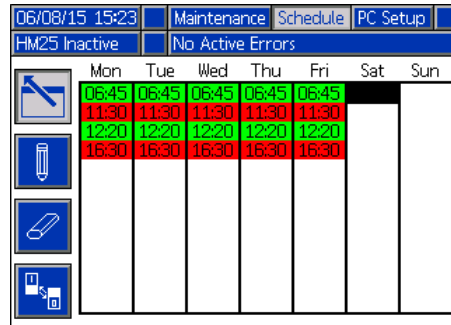 06/08/15 15:23 Maintenance Schedule PC Setup
HM25 Inactive No Active Errors
Mon Tue Wed Thu Fri Sat Sun
06:45 06:45 06:45 06:45 06:45
11:30 11:30 11:30 11:30 11:30
12:20 12:20 12:20 12:20 12:20
16:30 16:30 16:30 16:30 16:30